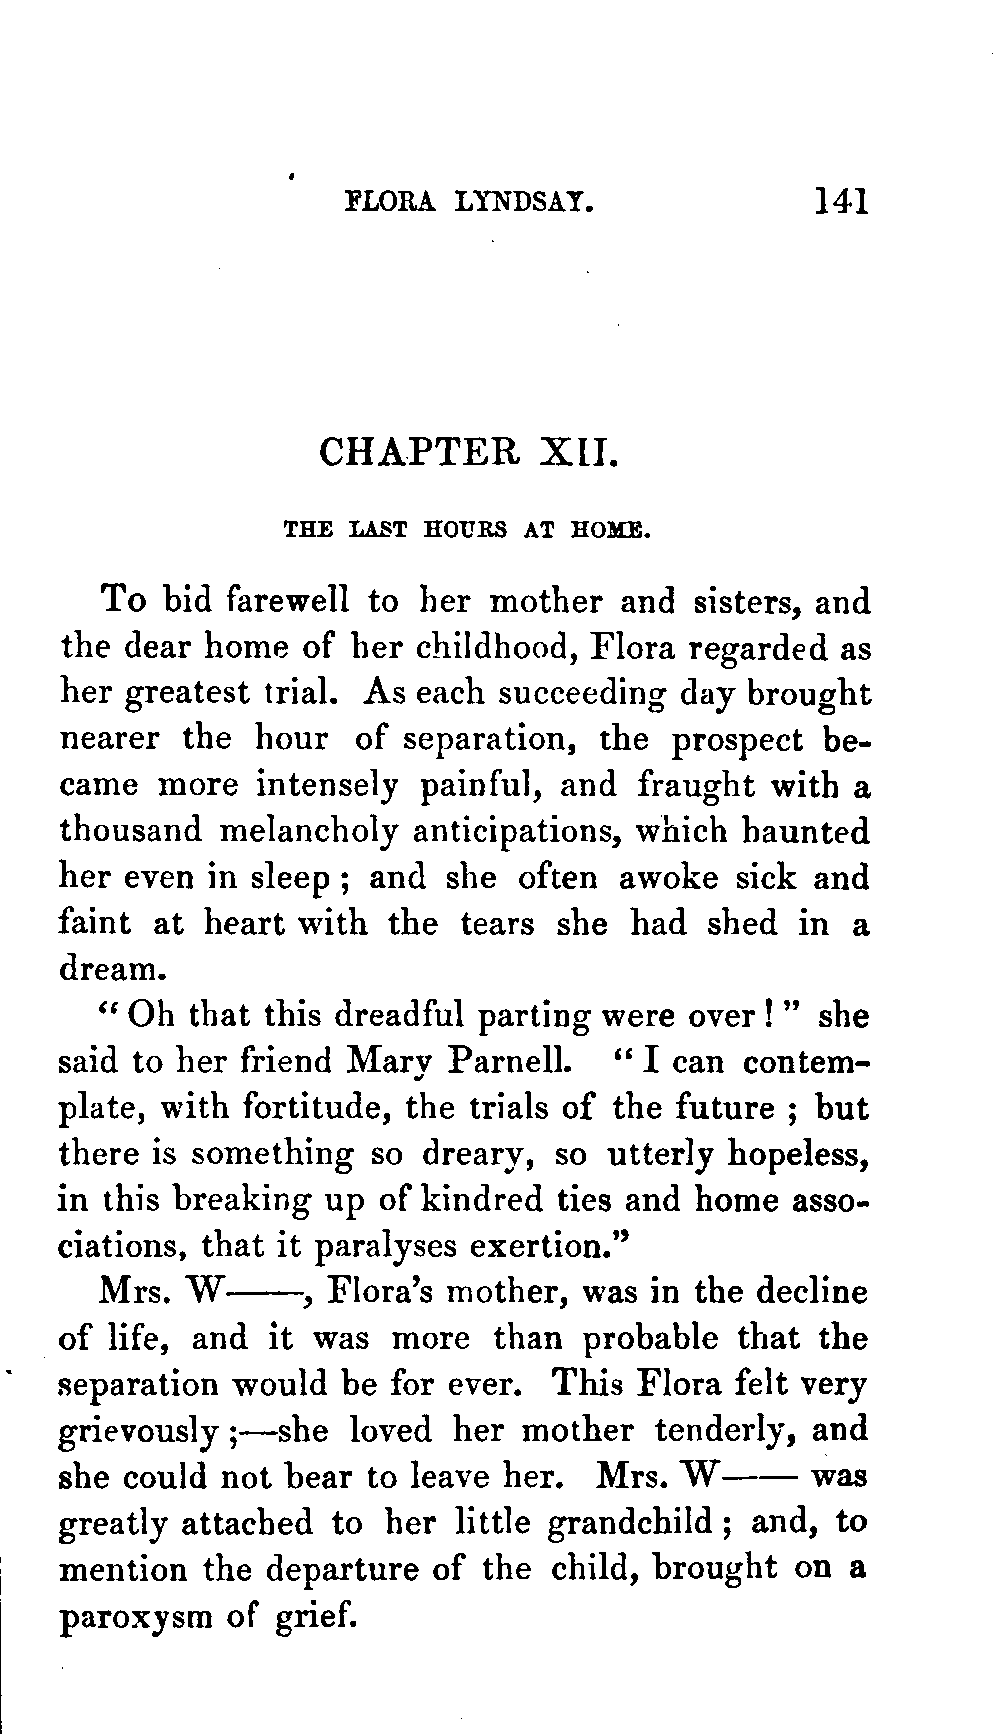 FLORA LYNDSAY. 141
CHAPTER XII.
THE LAST HOURS AT HOME.
To bid farewell to her mother and sisters, and
the dear home of her childhood, Flora regarded as
her greatest trial. As each succeeding day brought
nearer the hour of separation, the prospect be-
came more intensely painful, and fraught with a
thousand melancholy anticipations, which haunted
her even in sleep ; and she often awoke sick and
faint at heart with the tears she had shed in a
dream.
“ Oh that this dreadful parting were over ! ” she
said to her friend Mary Parnell. “ I can contem-
plate, with fortitude, the trials of the future ; but
there is something so dreary, so utterly hopeless,
in this breaking up of kindred ties and home asso-
ciations, that it paralyses exertion.”
Mrs. W——, Flora’s mother, was in the decline
of life, and it was more than probable that the
separation would be for ever. This Flora felt very
grievously ;—she loved her mother tenderly, and
she could not bear to leave her. Mrs. W—— was
greatly attached to her little grandchild ; and, to
mention the departure of the child, brought on a
paroxysm of grief.